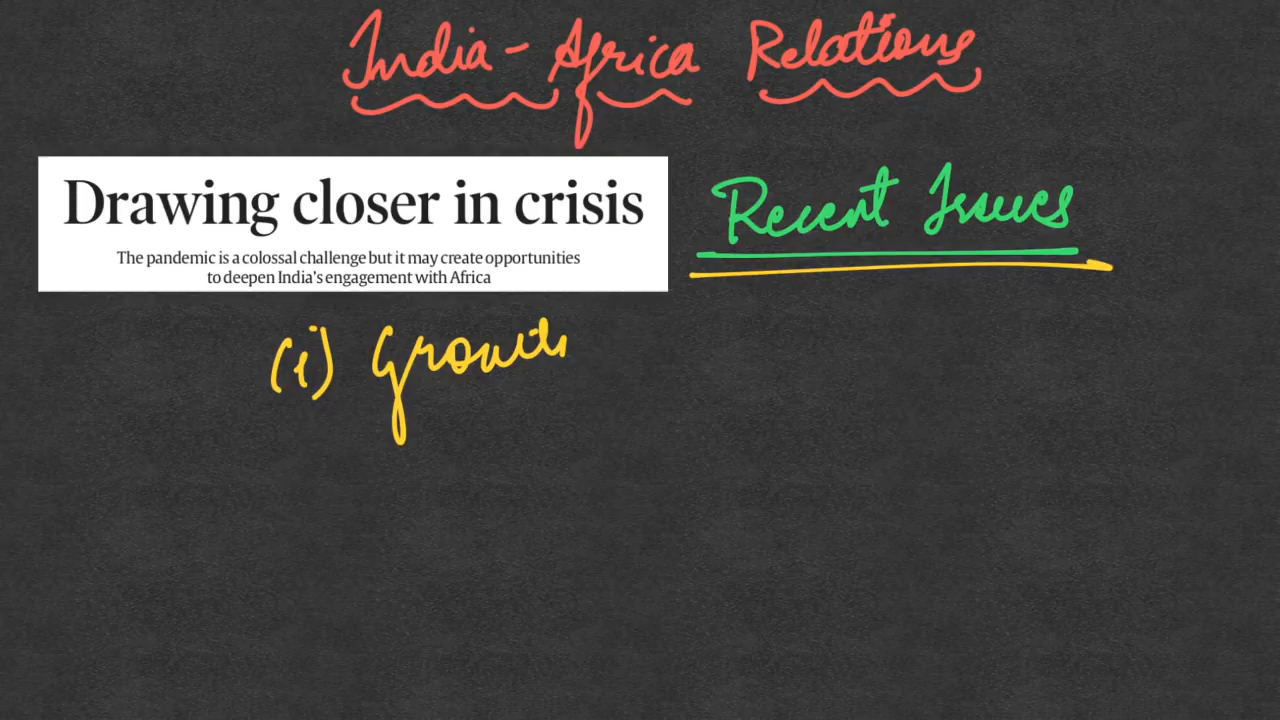 India - Africa Relations
Drawing closer in crisis
The pandemic is a colossal challenge but it may create opportunities
to deepen India's engagement with Africa
Recent Issues
(i) Growth